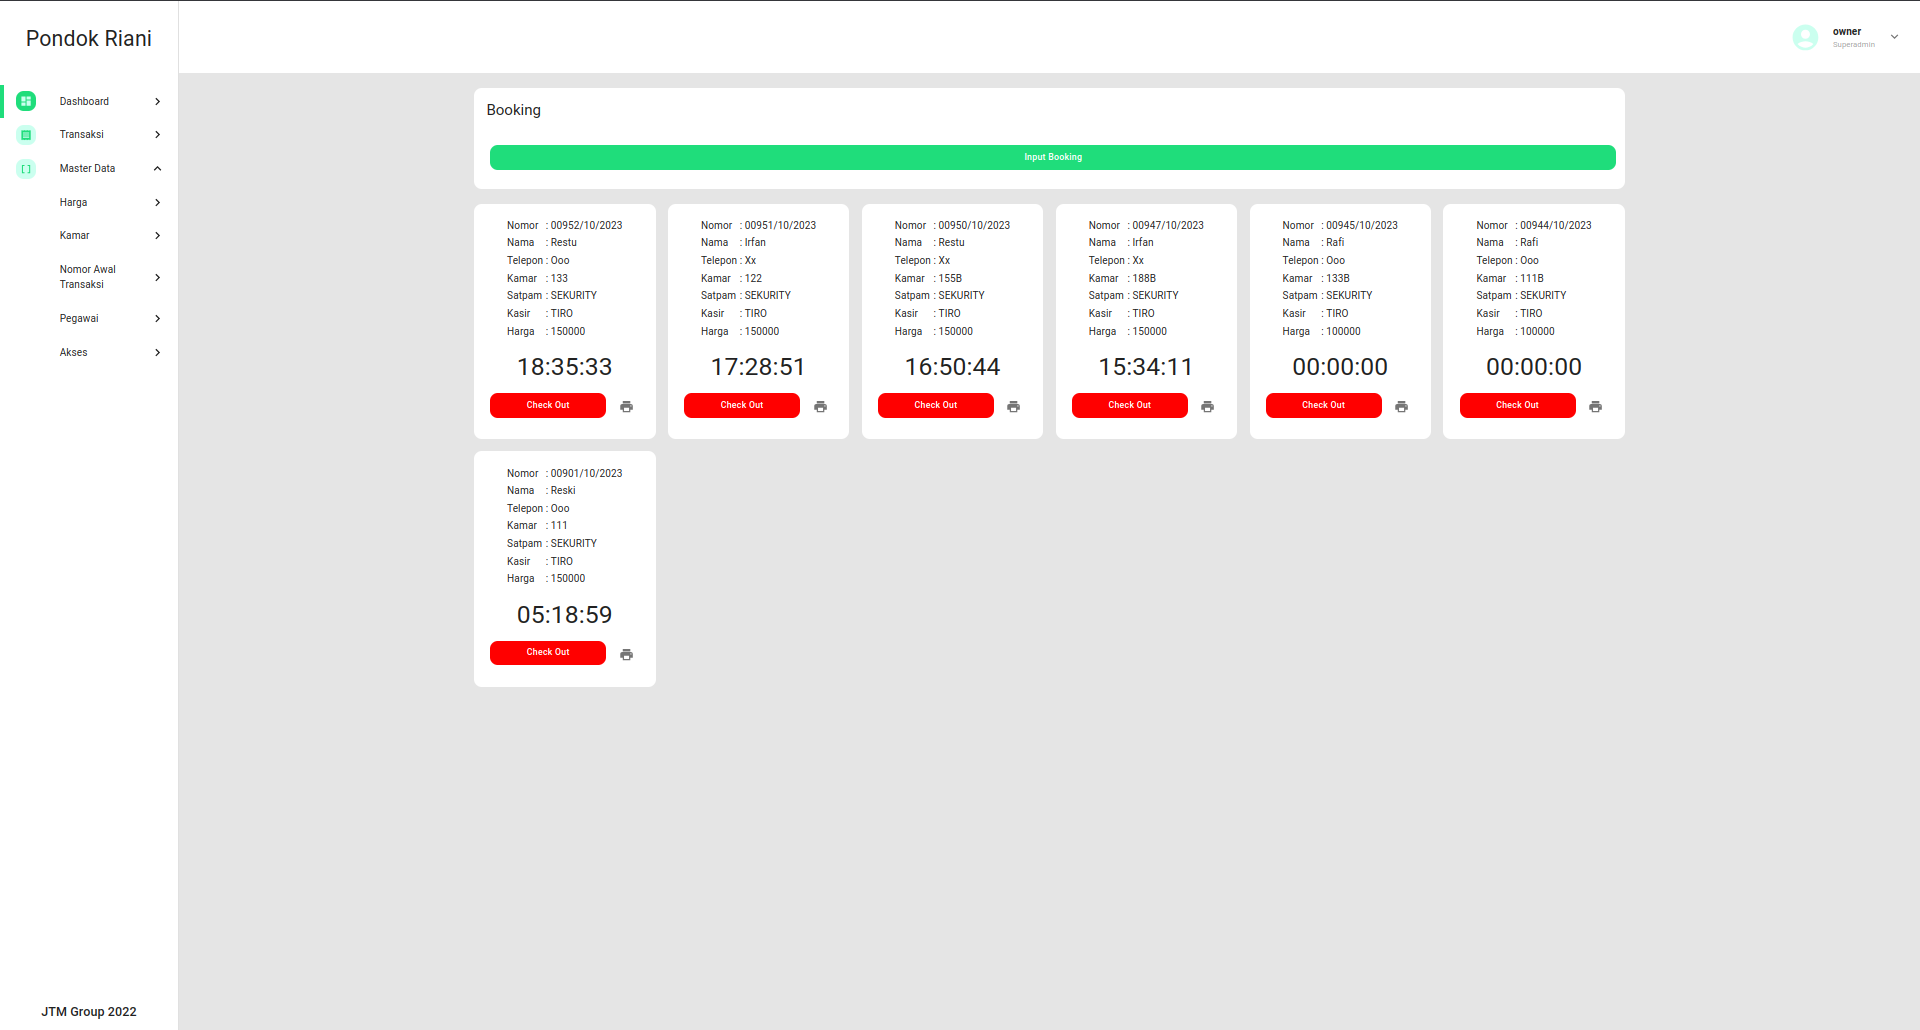 Pondok Riani
owner
Superadmin
Dashboard
Transaksi
Master Data
Harga
Kamar
Nomor Awal
Transaksi
Pegawai
Akses
JTM Group 2022
Booking
Input Booking
Nomor : 00952/10/2023
Nama : Restu
Telepon : Ooo
Kamar : 133
Satpam : SEKURITY
Kasir : TIRO
Harga : 150000
18:35:33
Check Out
Nomor : 00951/10/2023
Nama : Irfan
Telepon : Xx
Kamar : 122
Satpam : SEKURITY
Kasir : TIRO
Harga : 150000
17:28:51
Check Out
Nomor : 00950/10/2023
Nama : Restu
Telepon : Xx
Kamar : 155B
Satpam : SEKURITY
Kasir : TIRO
Harga : 150000
16:50:44
Check Out
Nomor : 00947/10/2023
Nama : Irfan
Telepon : Xx
Kamar : 188B
Satpam : SEKURITY
Kasir : TIRO
Harga : 150000
15:34:11
Check Out
Nomor : 00945/10/2023
Nama : Rafi
Telepon : Ooo
Kamar : 133B
Satpam : SEKURITY
Kasir : TIRO
Harga : 100000
00:00:00
Check Out
Nomor : 00944/10/2023
Nama : Rafi
Telepon : Ooo
Kamar : 111B
Satpam : SEKURITY
Kasir : TIRO
Harga : 100000
00:00:00
Check Out
Nomor : 00901/10/2023
Nama : Reski
Telepon : Ooo
Kamar : 111
Satpam : SEKURITY
Kasir : TIRO
Harga : 150000
05:18:59
Check Out